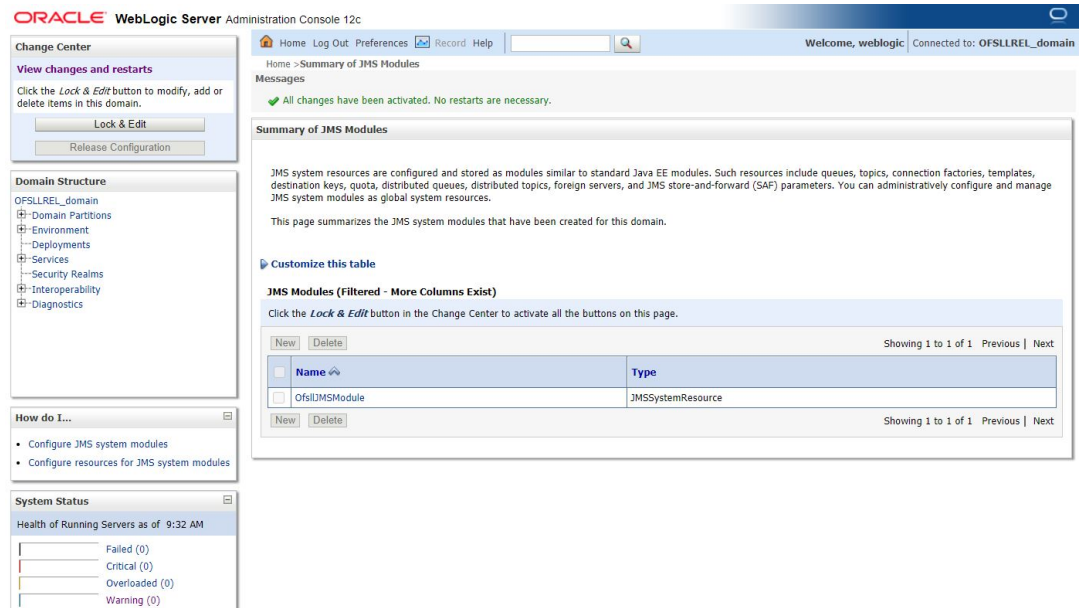 ORACLE WebLogic Server Administration Console 12c
Change Center
View changes and restarts
Click the Lock & Edit button to modify, add or
delete items in this domain.
Lock & Edit
Release Configuration
Domain Structure
OFSLLREL_domain
Domain Partitions
Environment
Deployments
Services
Security Realms
Interoperability
Diagnostics
How do I...
Configure JMS system modules
Configure resources for JMS system modules
System Status
Health of Running Servers as of 9:32 AM
Failed (0)
Critical (0)
Overloaded (0)
Warning (0)
Home Log Out Preferences Record Help
Welcome, weblogic Connected to: OFSLLREL_domain
Home >Summary of JMS Modules
Messages
All changes have been activated. No restarts are necessary.
Summary of JMS Modules
JMS system resources are configured and stored as modules similar to standard Java EE modules. Such resources include queues, topics, connection factories, templates,
destination keys, quota, distributed queues, distributed topics, foreign servers, and JMS store-and-forward (SAF) parameters. You can administratively configure and manage
JMS system modules as global system resources.
This page summarizes the JMS system modules that have been created for this domain.
Customize this table
JMS Modules (Filtered - More Columns Exist)
Click the Lock & Edit button in the Change Center to activate all the buttons on this page.
New Delete Showing 1 to 1 of 1 Previous | Next
Name Type
OfsllJMSModule JMSSystemResource
New Delete Showing 1 to 1 of 1 Previous | Next